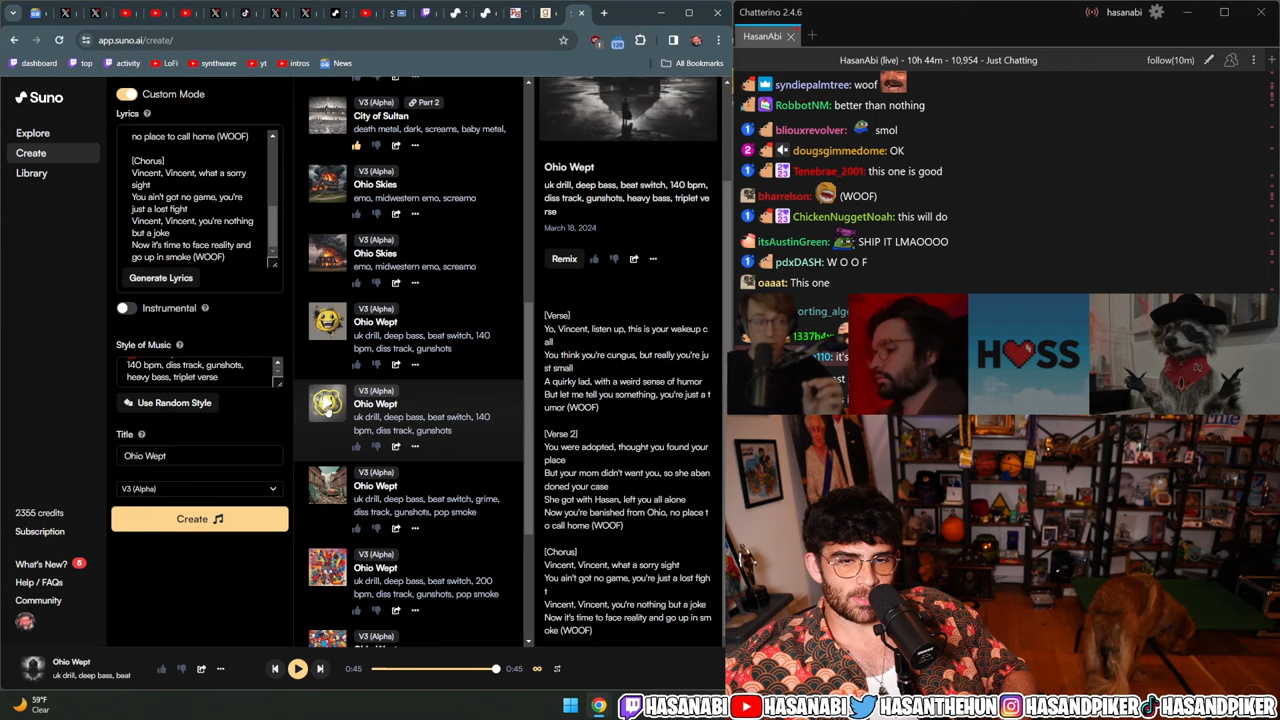 app.suno.ai/create/
120
All Bookmarks
dashboard
top
activity
LoFi
synthwave
yt
intros
News
Suno
Explore
Create
Library
2355 credits
Subscription
What's New?
6
Help / FAQs
Community
Custom Mode
Lyrics
no place to call home (WOOF)
[Chorus]
Vincent, Vincent, what a sorry
sight
You ain't got no game, you're
just a lost fight
Vincent, Vincent, you're nothing
but a joke
Now it's time to face reality and
go up in smoke (WOOF)
Generate Lyrics
Instrumental
Style of Music
140 bpm, diss track, gunshots,
heavy bass, triplet verse
Use Random Style
Title
Ohio Wept
V3 (Alpha)
Create
V3 (Alpha)
Part 2
City of Sultan
death metal, dark, screams, baby metal,
V3 (Alpha)
Ohio Skies
emo, midwestern emo, screamo
V3 (Alpha)
Ohio Skies
emo, midwestern emo, screamo
V3 (Alpha)
Ohio Wept
uk drill, deep bass, beat switch, 140
bpm, diss track, gunshots
V3 (Alpha)
Ohio Wept
uk drill, deep bass, beat switch, 140
bpm, diss track, gunshots
V3 (Alpha)
Ohio Wept
uk drill, deep bass, beat switch, grime,
diss track, gunshots, pop smoke
V3 (Alpha)
Ohio Wept
uk drill, deep bass, beat switch, 200
bpm, diss track, gunshots, pop smoke
V3 (Alpha)
Ohio Wept
uk drill, deep bass, beat switch, 140 bpm,
diss track, gunshots, heavy bass, triplet ve
rse
March 18, 2024
Remix
[Verse]
Yo, Vincent, listen up, this is your wakeup c
all
You think you're cungus, but really you're ju
st small
A quirky lad, with a weird sense of humor
But let me tell you something, you're just a t
umor (WOOF)
[Verse 2]
You were adopted, thought you found your
place
But your mom didn't want you, so she aban
doned your case
She got with Hasan, left you all alone
Now you're banished from Ohio, no place t
o call home (WOOF)
[Chorus]
Vincent, Vincent, what a sorry sight
You ain't got no game, you're just a lost figh
t
Vincent, Vincent, you're nothing but a joke
Now it's time to face reality and go up in sm
oke (WOOF)
Ohio Wept
uk drill, deep bass, beat
0:45
0:45
59°F
Clear
Chatterino 2.4.6
hasanabi
HasanAbi
HasanAbi (live) - 10h 44m - 10,954 - Just Chatting
follow(10m)
syndiepalmtree: woof
RobbotNM: better than nothing
bliouxrevolver: smol
dougsgimmedome: OK
Tenebrae_2001: this one is good
bharrelson: (WOOF)
ChickenNuggetNoah: this will do
itsAustinGreen: SHIP IT LMAOOOO
pdxDASH: W O O F
oaaat: This one
orting_alg
1337h4x
110: it's
H SS
HASANABI
HASANABI
HASANTHEHUN
HASANDPIKER
HASANDPIKER